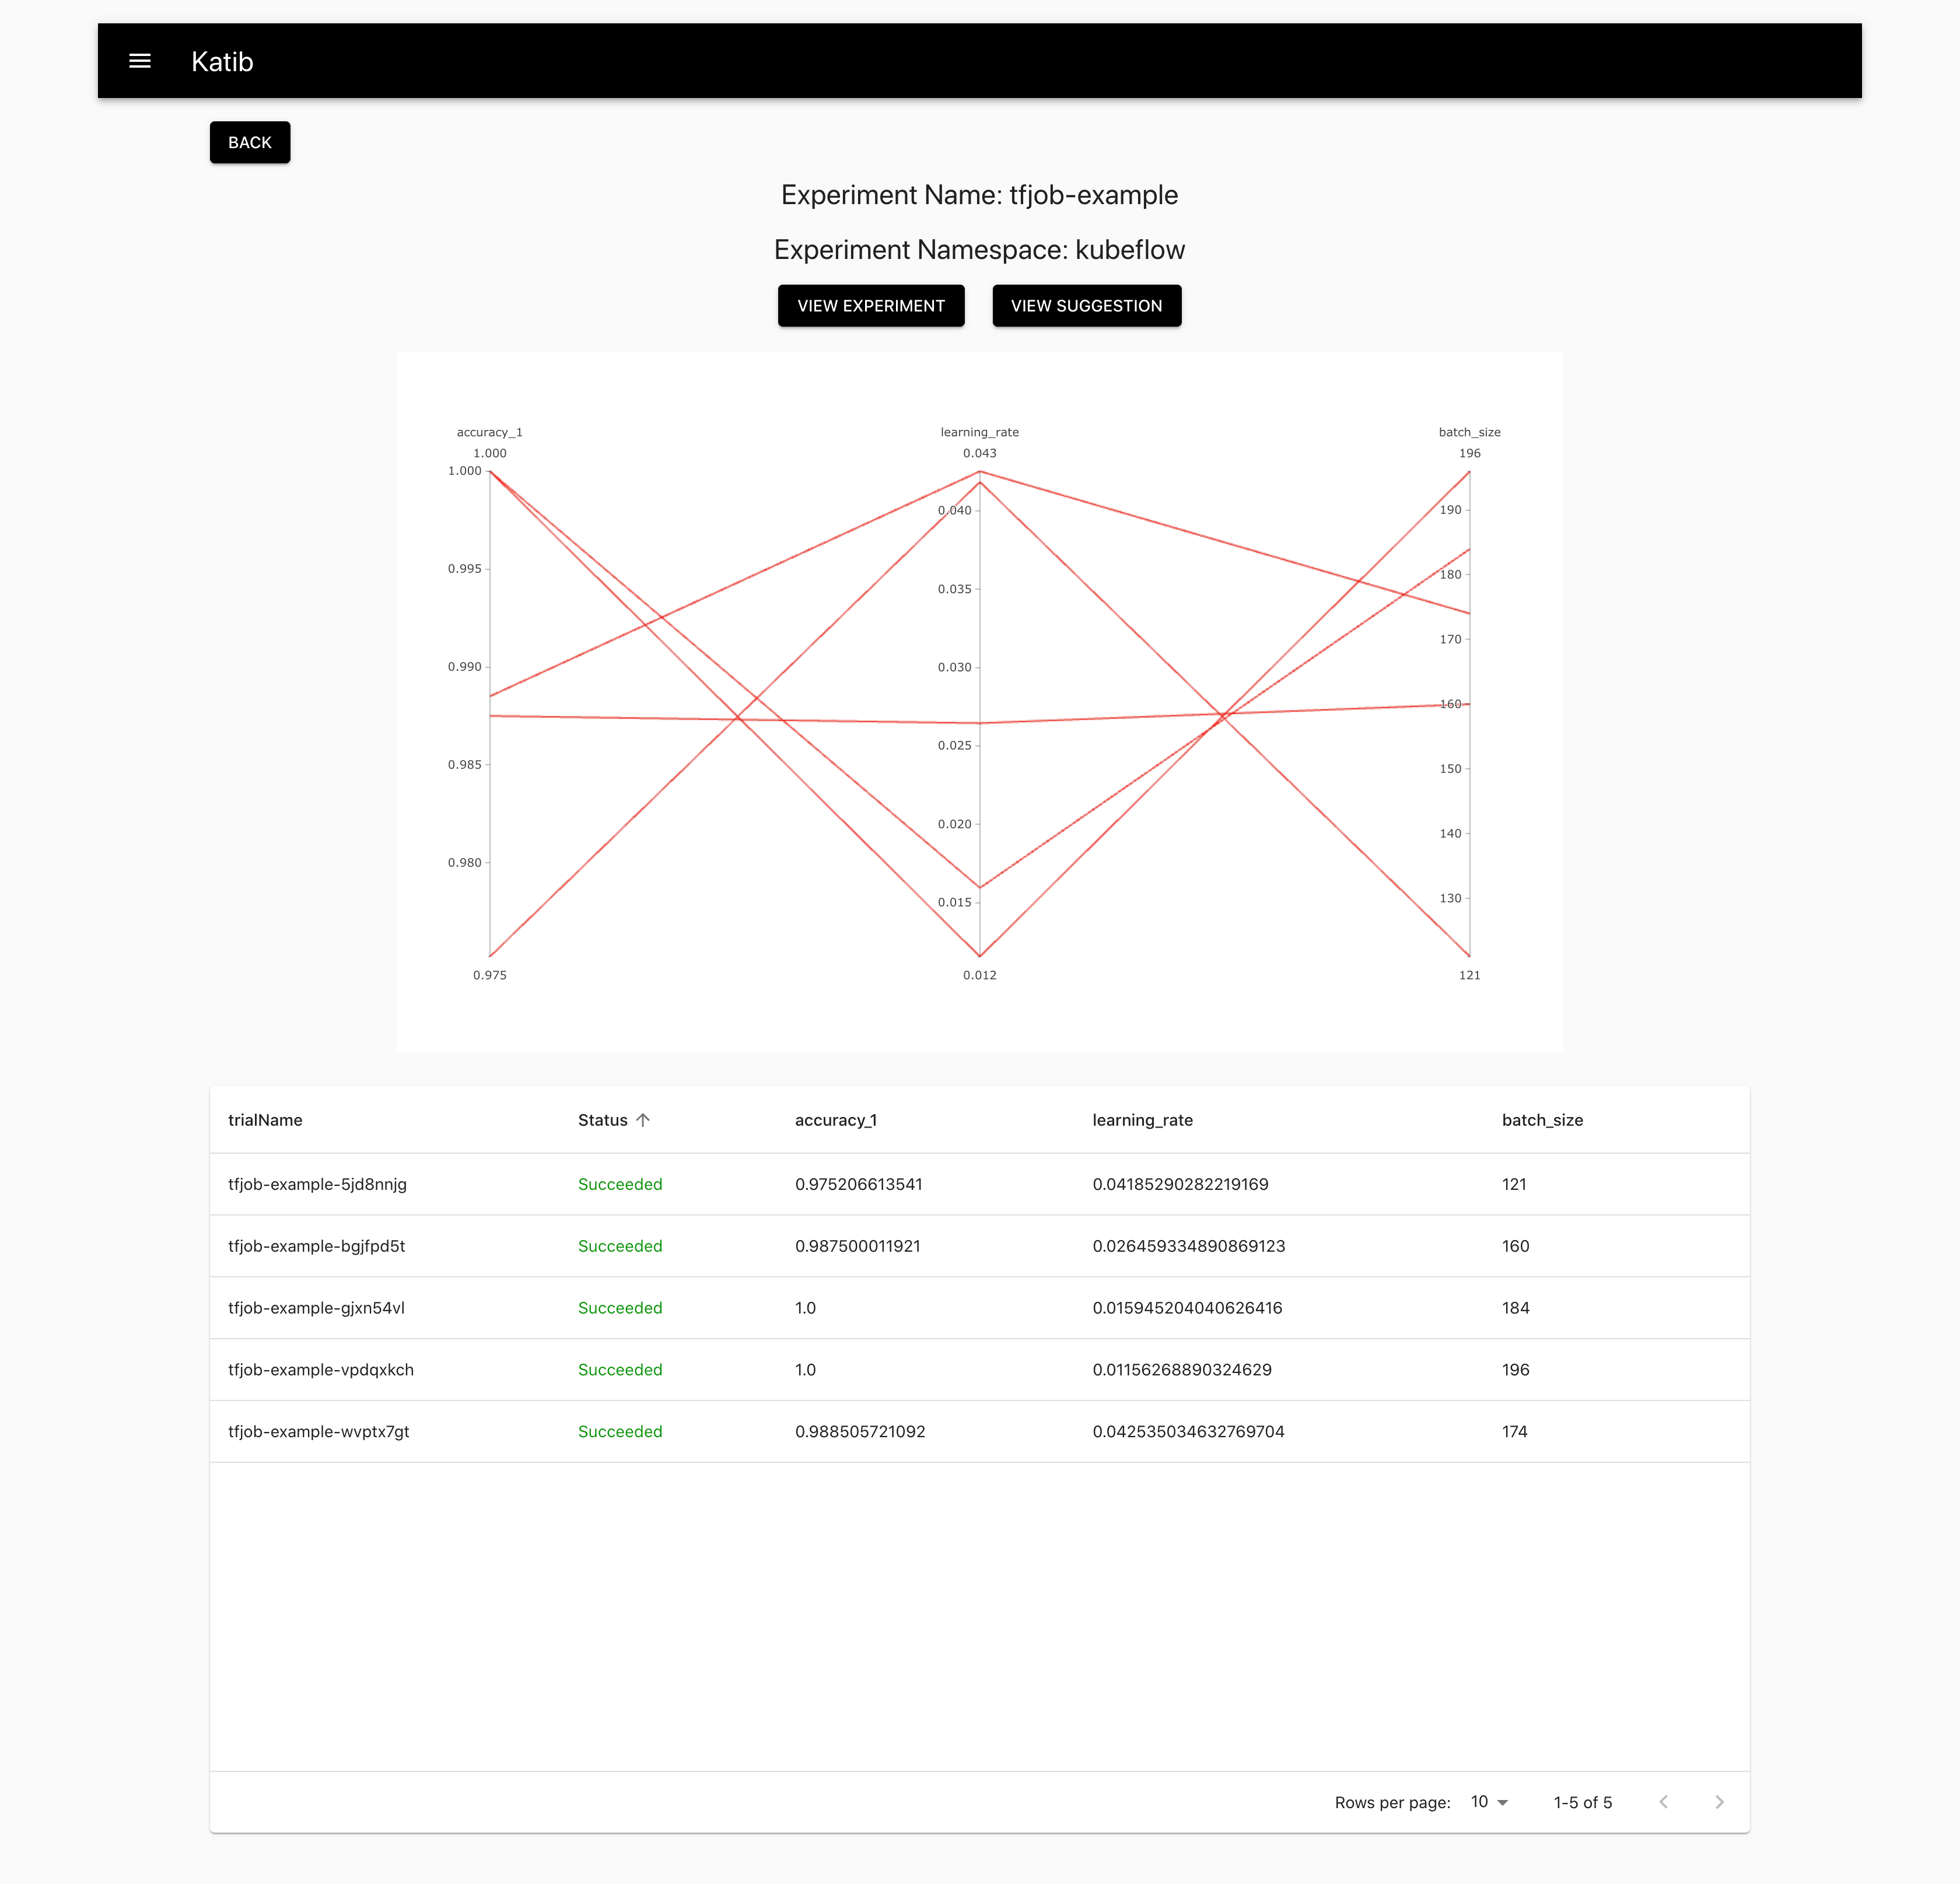 Katib
BACK
Experiment Name: tfjob-example
Experiment Namespace: kubeflow
VIEW EXPERIMENT VIEW SUGGESTION
accuracy_1 learning_rate batch_size
1.000 0.043 196
1.000
0.040 190
0.995 0.035 180
0.990 0.030 170
160
0.985 0.025 150
0.020 140
0.980 0.015 130
0.975 0.012 121
trialName Status accuracy_1 learning_rate batch_size
tfjob-example-5jd8nnjg Succeeded 0.975206613541 0.04185290282219169 121
tfjob-example-bgjfpd5t Succeeded 0.987500011921 0.026459334890869123 160
tfjob-example-gjxn54vl Succeeded 1.0 0.015945204040626416 184
tfjob-example-vpdqxkch Succeeded 1.0 0.01156268890324629 196
tfjob-example-wvptx7gt Succeeded 0.988505721092 0.042535034632769704 174
Rows per page: 10 1-5 of 5